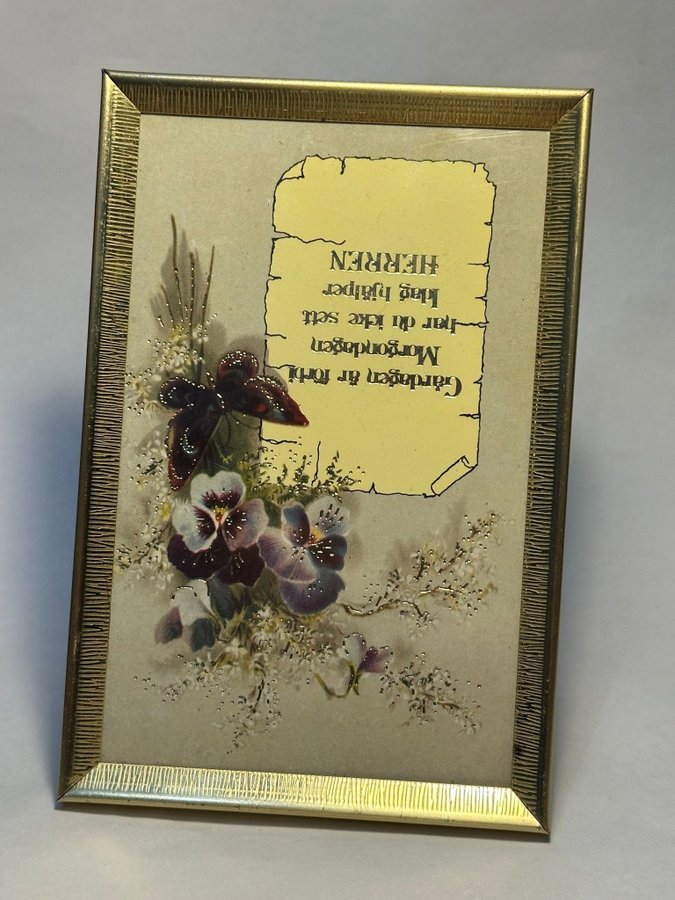 Gårdagen är förbi
Morgondagen
har du icke sett
Idag hjälper
HERREN